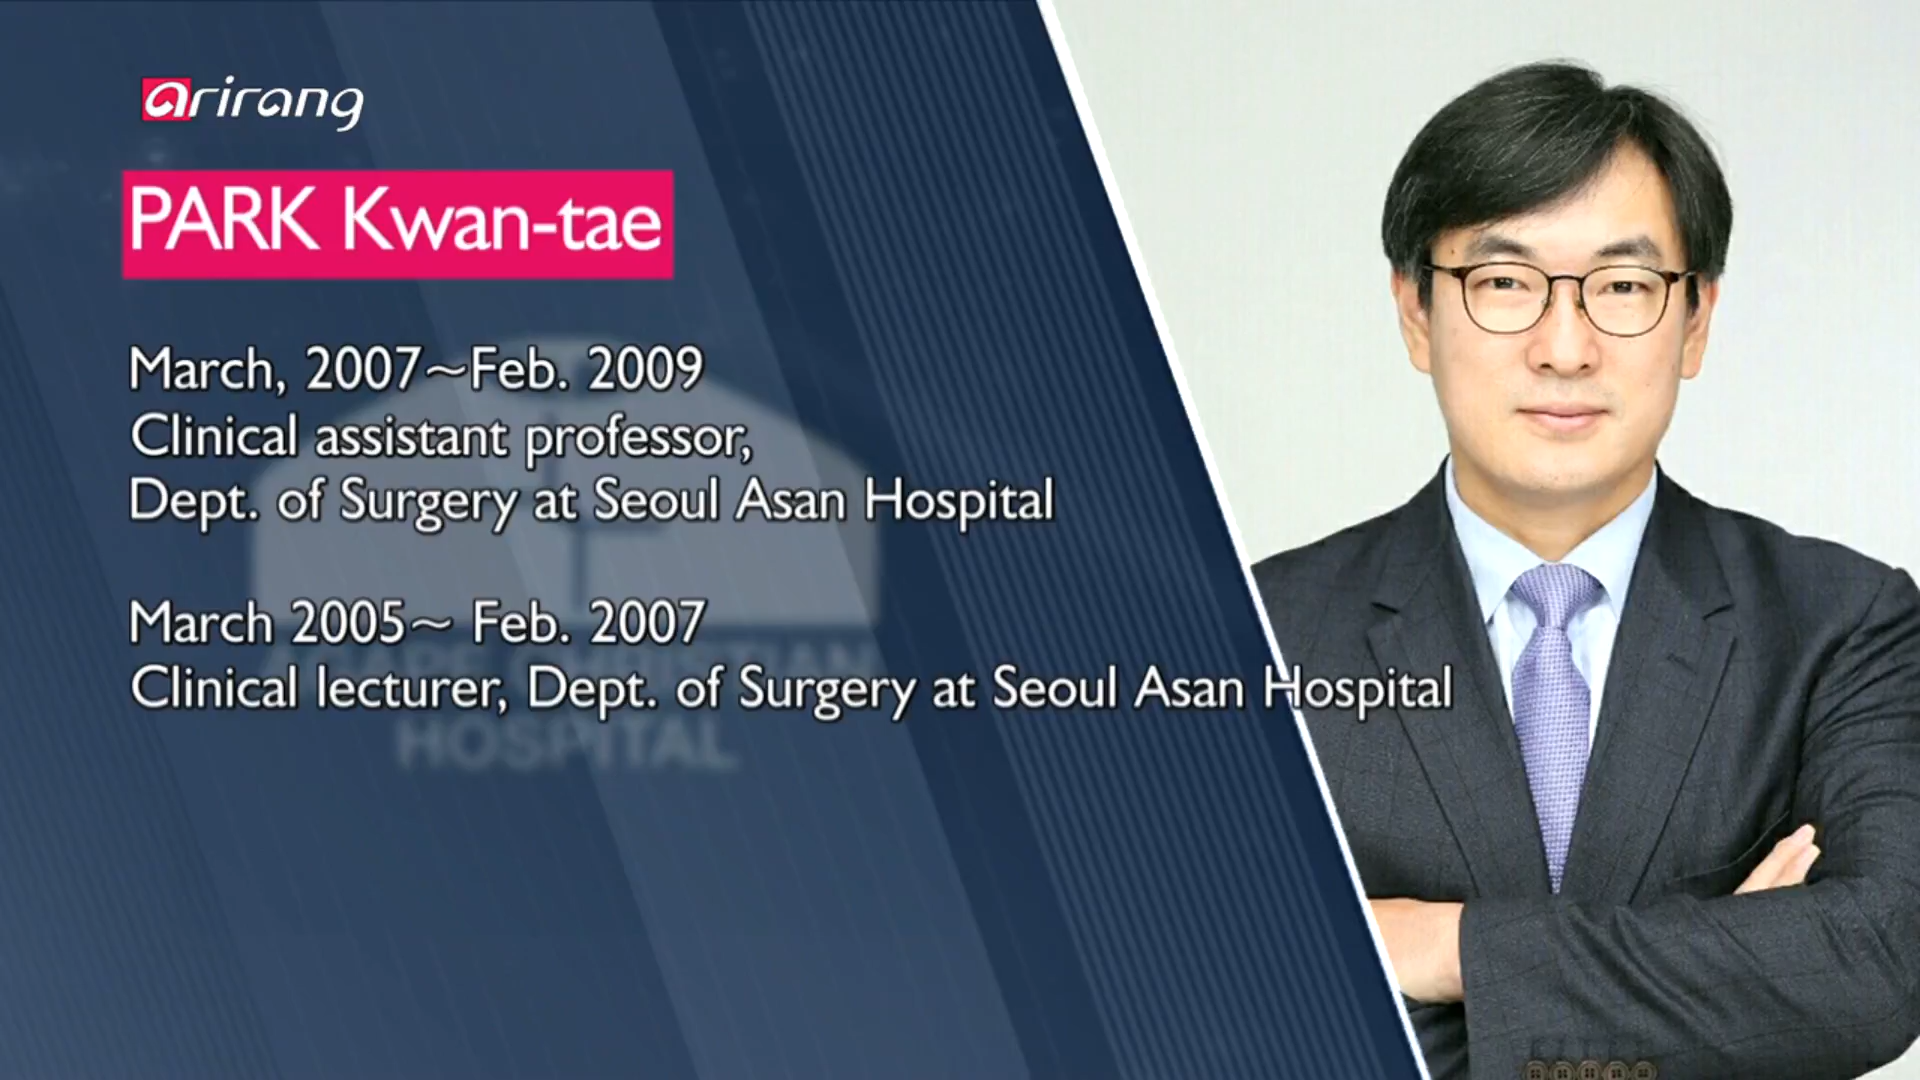 arirang
PARK Kwan-tae
March, 2007~Feb. 2009
Clinical assistant professor,
Dept. of Surgery at Seoul Asan Hospital
March 2005~ Feb. 2007
Clinical lecturer, Dept. of Surgery at Seoul Asan Hospital
HOSPITAL